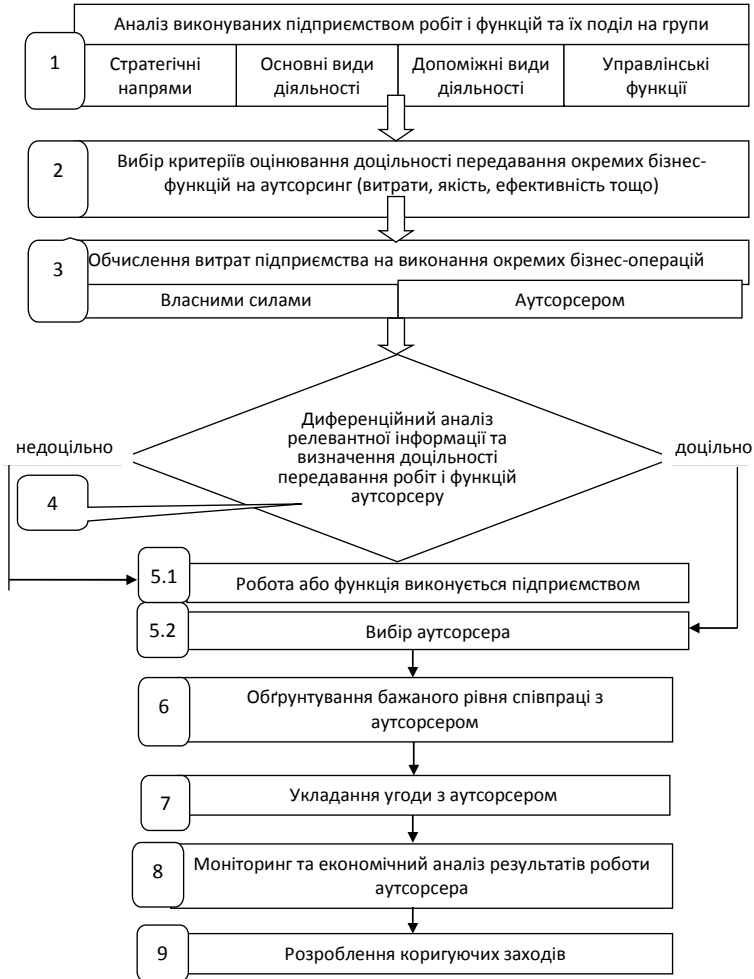 Аналіз виконуваних підприємством робіт і функцій та їх поділ на групи
1
Стратегічні
напрями
Основні види
діяльності
Допоміжні види
діяльності
Управлінські
функції
2
Вибір критеріїв оцінювання доцільності передавання окремих бізнес-
функцій на аутсорсинг (витрати, якість, ефективність тощо)
3
Обчислення витрат підприємства на виконання окремих бізнес-операцій
Власними силами
Аутсорсером
Диференційний аналіз
релевантної інформації та
визначення доцільності
передавання робіт і функцій
аутсорсеру
недоцільно
доцільно
4
5.1
Робота або функція виконується підприємством
5.2
Вибір аутсорсера
6
Обґрунтування бажаного рівня співпраці з
аутсорсером
7
Укладання угоди з аутсорсером
8
Моніторинг та економічний аналіз результатів роботи
аутсорсера
9
Розроблення коригуючих заходів